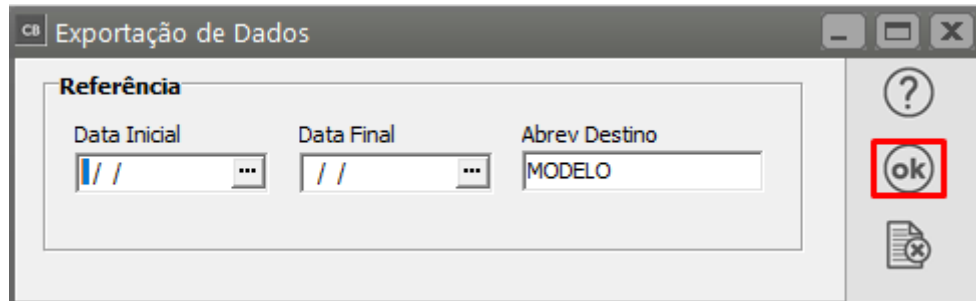 CB Exportação de Dados
Referência
Data Inicial Data Final Abrev Destino
/ / ... / / ... MODELO
?
ok